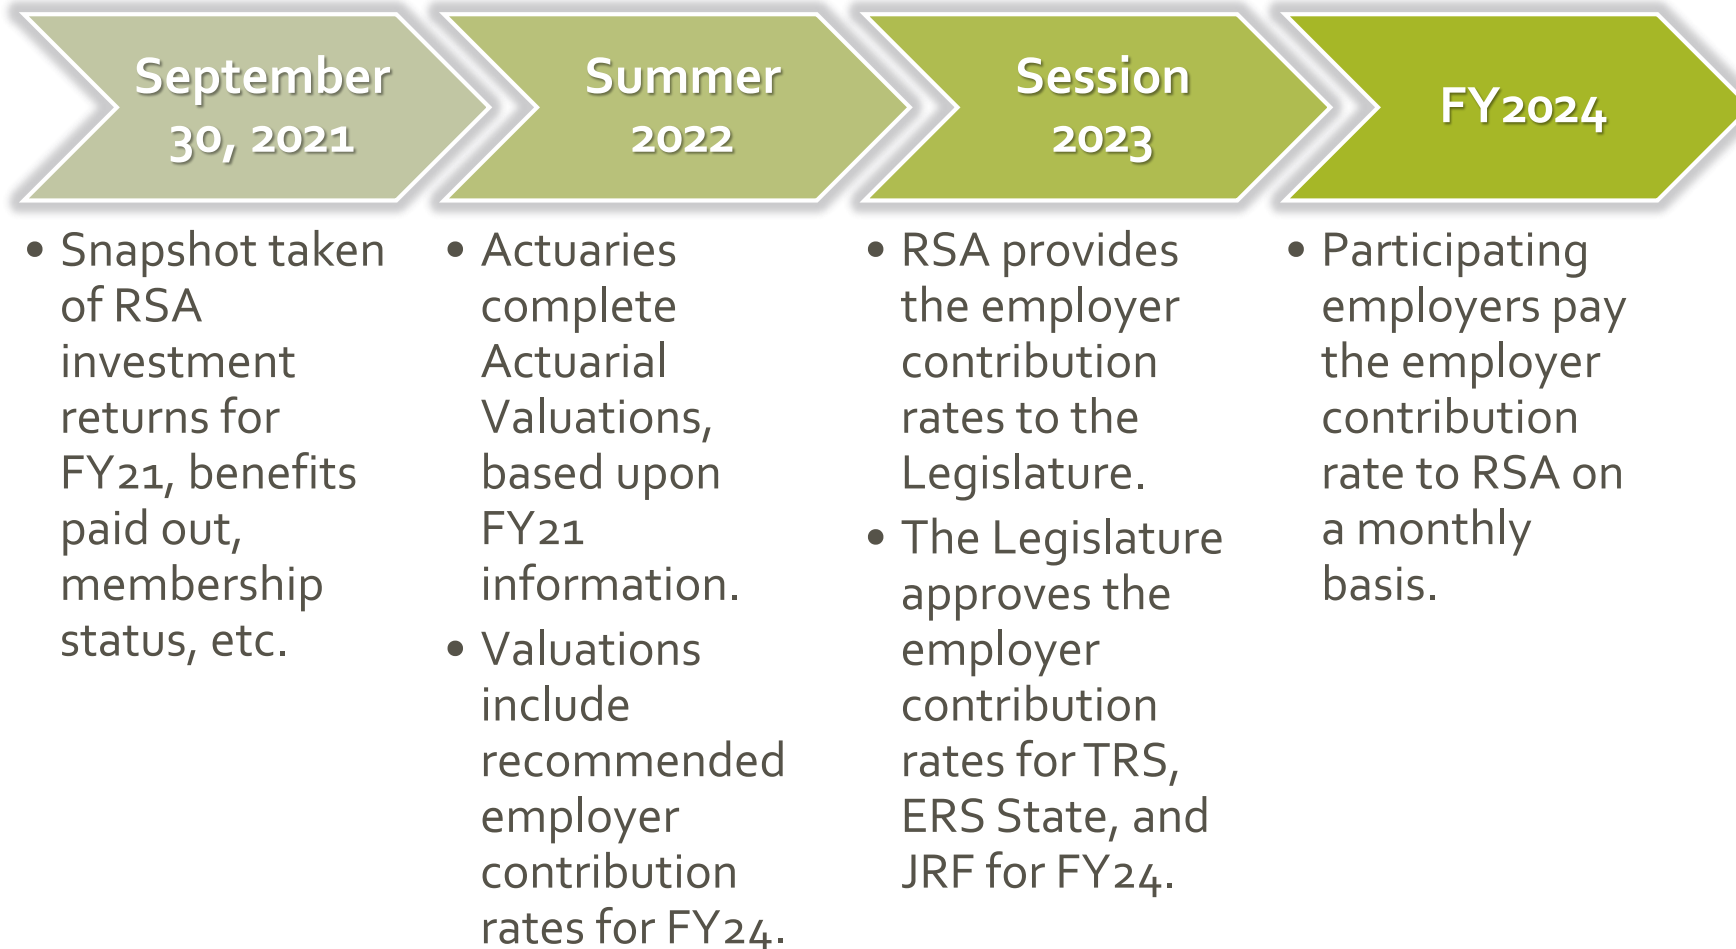 September
30, 2021
• Snapshot taken
of RSA
investment
returns for
FY21, benefits
paid out,
membership
status, etc.
Summer
2022
• Actuaries
complete
Actuarial
Valuations,
based upon
FY21
information.
• Valuations
include
recommended
employer
contribution
rates for FY24.
Session
2023
• RSA provides
the employer
contribution
rates to the
Legislature.
• The Legislature
approves the
employer
contribution
rates for TRS,
ERS State, and
JRF for FY24.
FY2024
• Participating
employers pay
the employer
contribution
rate to RSA on
a monthly
basis.